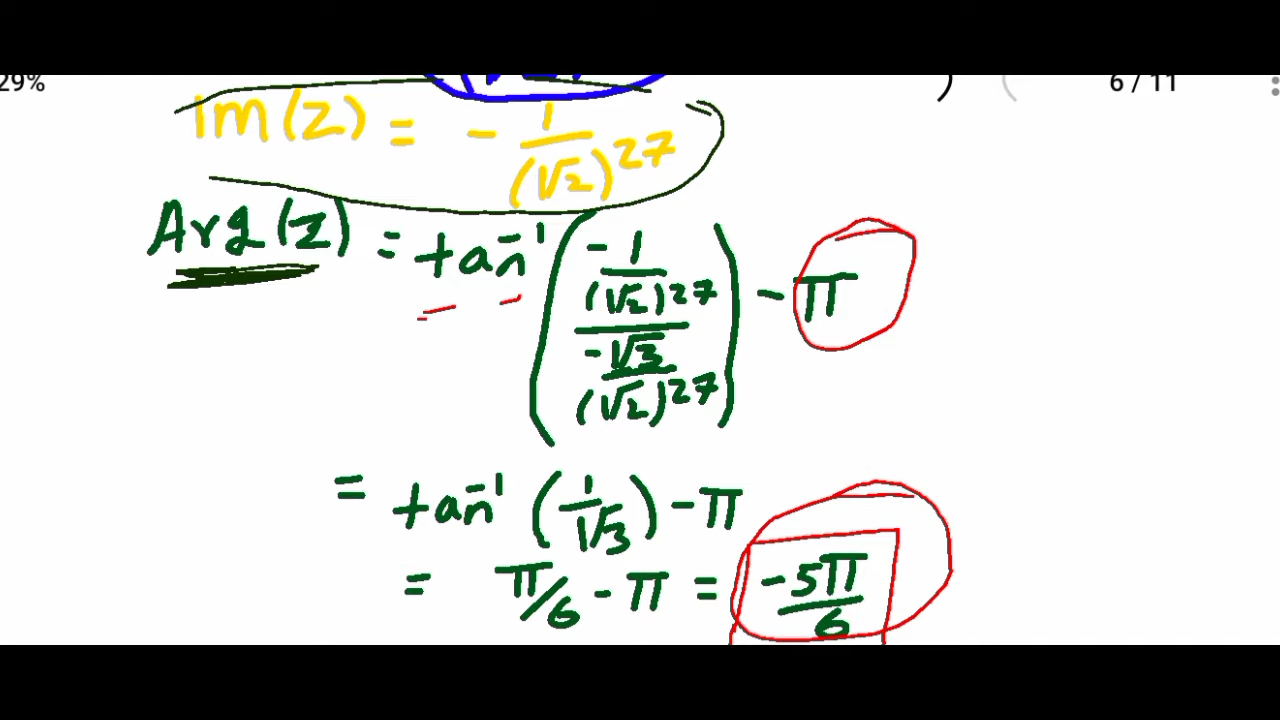 29%
6 / 11
Im(z) = - 1/(√2)^27
Arg(z) = tan^-1 ( (-1/(√2)^27) / (-√3/(√2)^27) ) - π
= tan^-1 (1/√3) - π
= π/6 - π = -5π/6